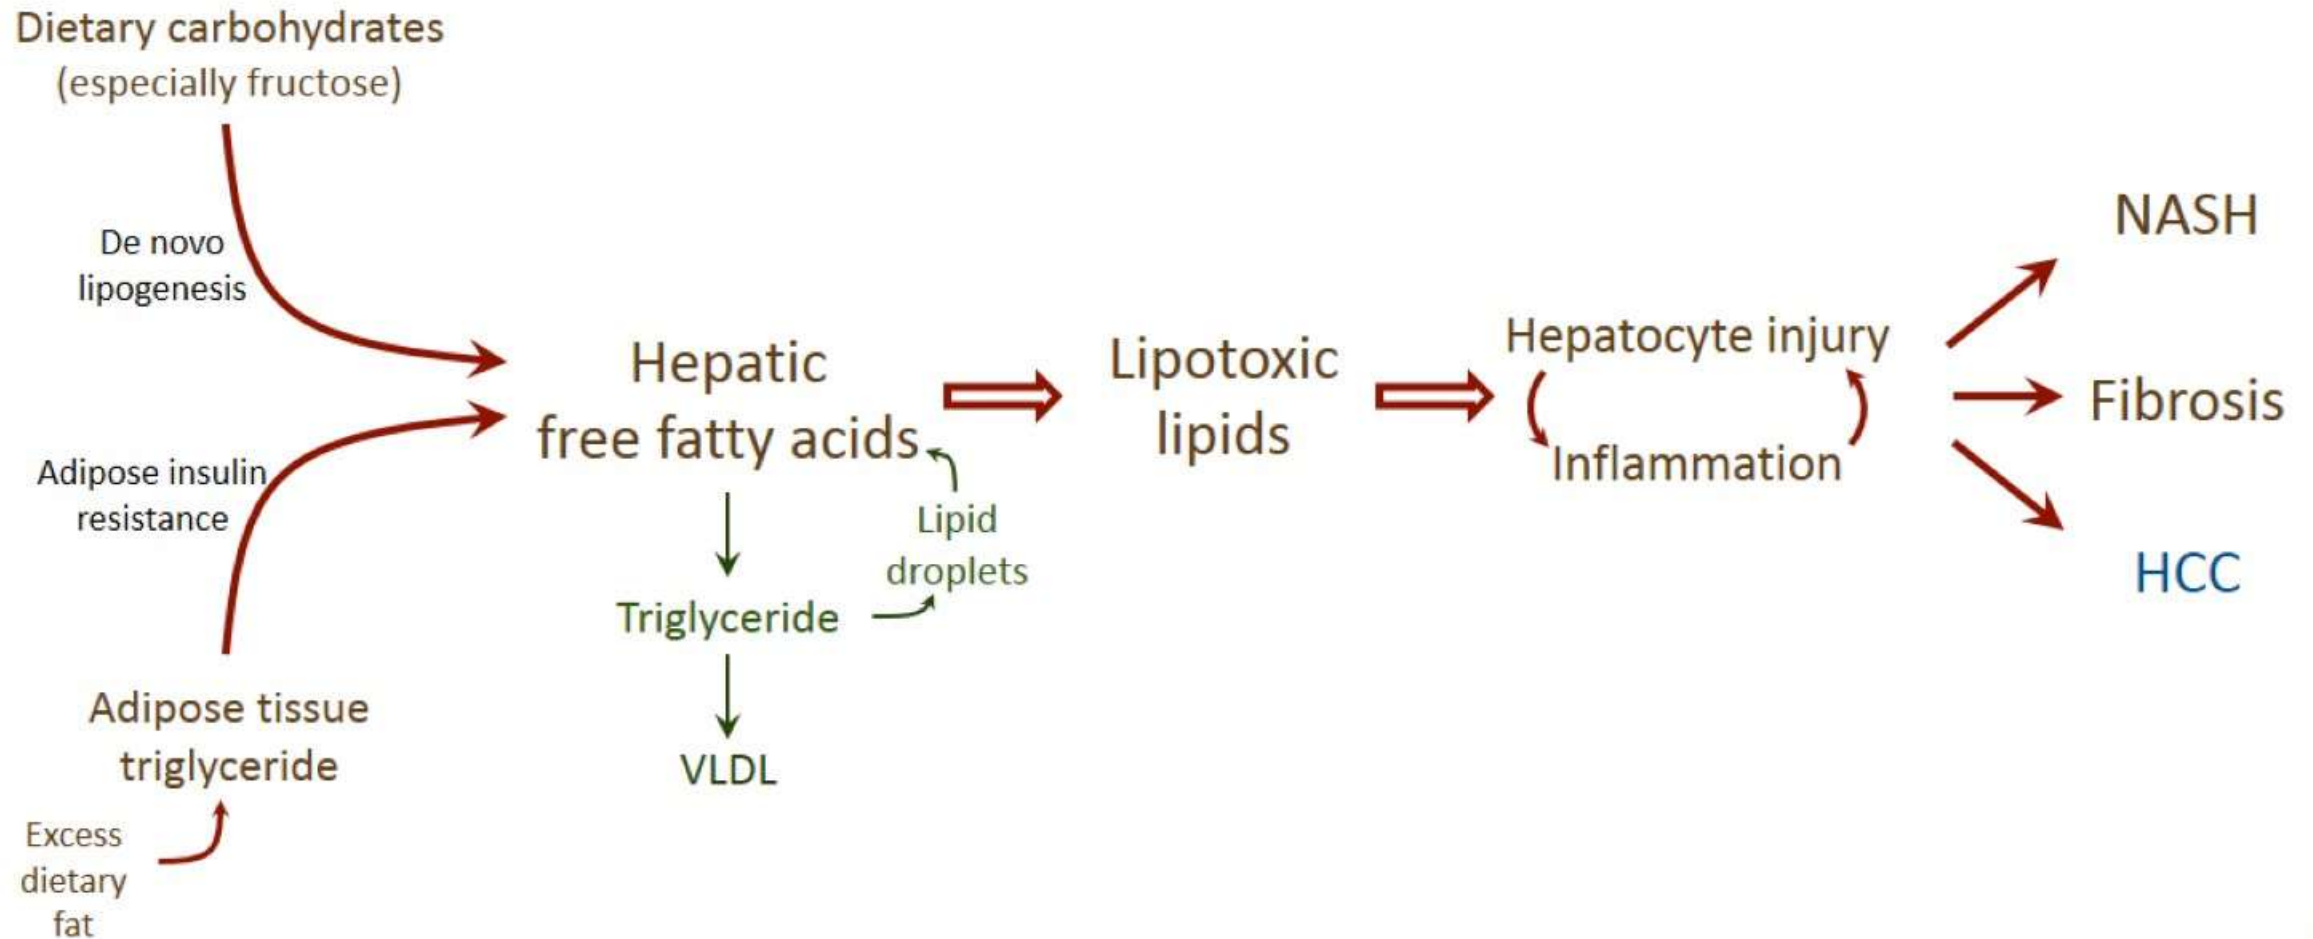 Dietary carbohydrates
(especially fructose)
De novo
lipogenesis
Adipose insulin
resistance
Adipose tissue
triglyceride
Excess
dietary
fat
Hepatic
free fatty acids
Lipid
droplets
Triglyceride
VLDL
Lipotoxic
lipids
Hepatocyte injury
Inflammation
NASH
Fibrosis
HCC